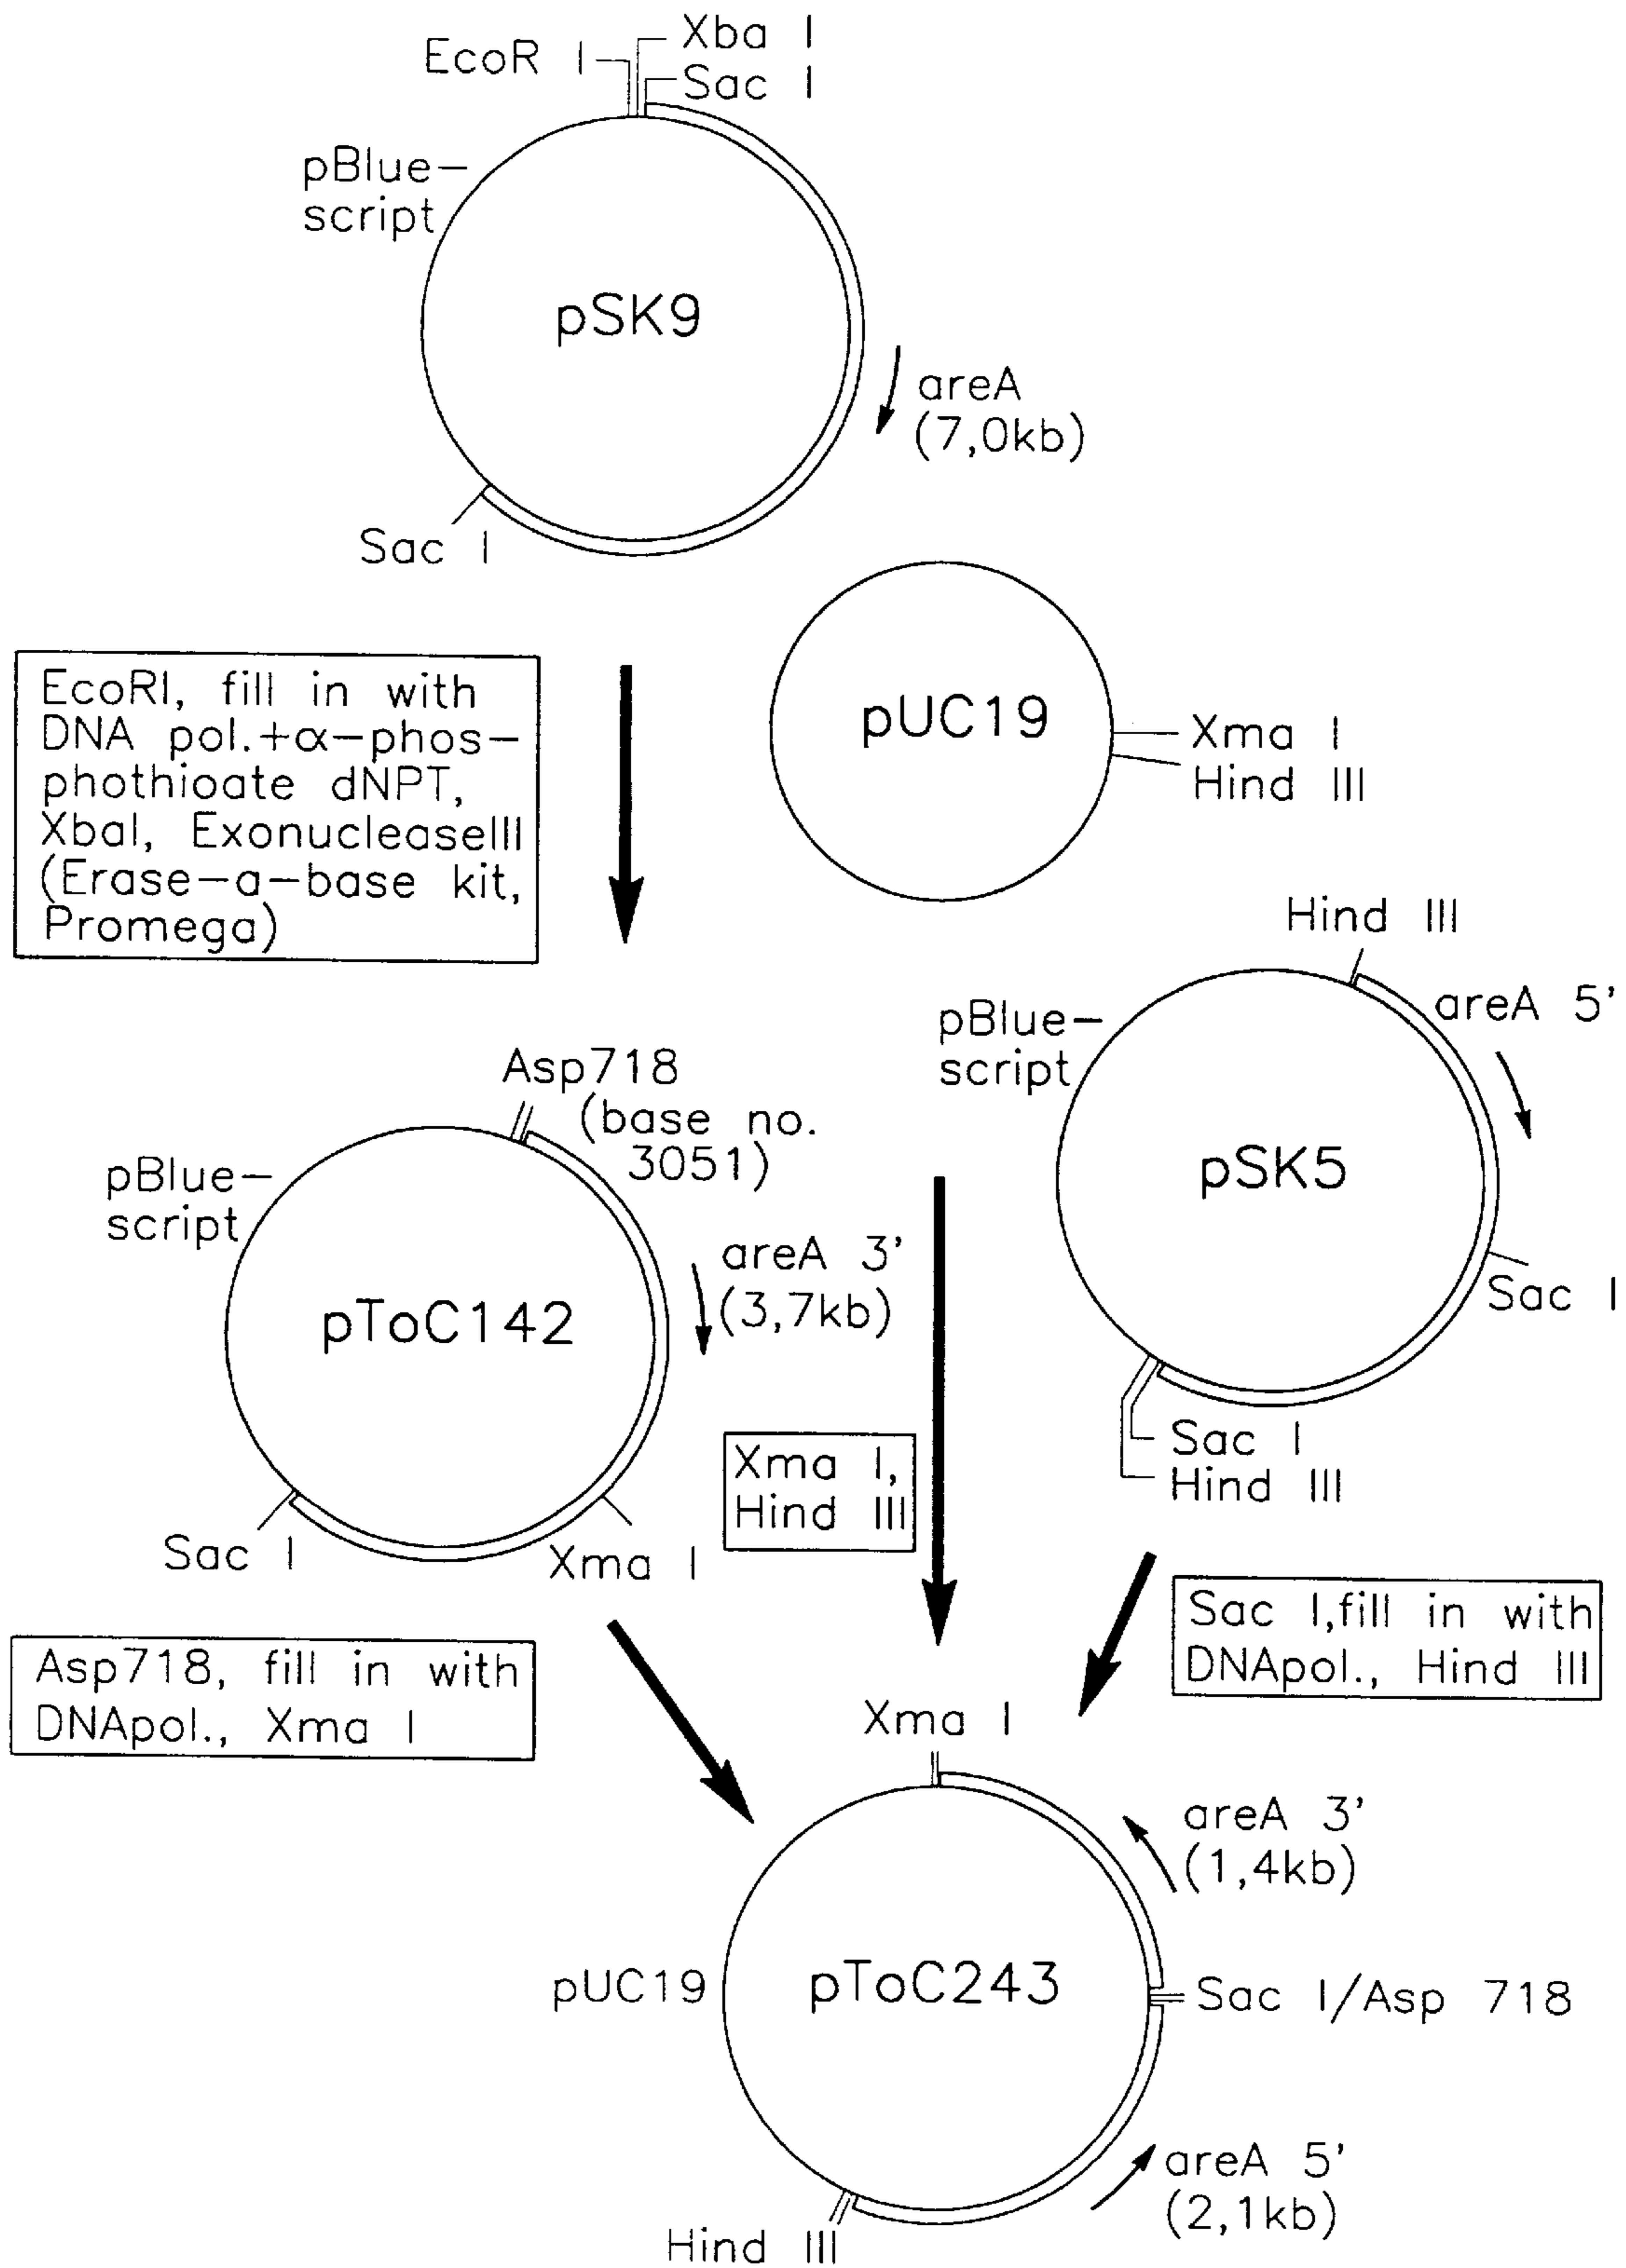 Xba I
EcoR I
Sac I
pBlue-
script
pSK9
areA
(7,0kb)
Sac I
EcoRI, fill in with
DNA pol.+α-phos-
phothioate dNPT,
XbaI, ExonucleaseIII
(Erase-a-base kit,
Promega)
pUC19
Xma I
Hind III
Hind III
areA 5'
pBlue-
script
pSK5
Sac I
Sac I
Hind III
Asp718
(base no.
3051)
pBlue-
script
areA 3'
(3,7kb)
pToC142
Sac I
Xma I
Xma I,
Hind III
Sac I,fill in with
DNApol., Hind III
Asp718, fill in with
DNApol., Xma I
Xma I
areA 3'
(1,4kb)
pUC19
pToC243
Sac I/Asp 718
areA 5'
(2,1kb)
Hind III